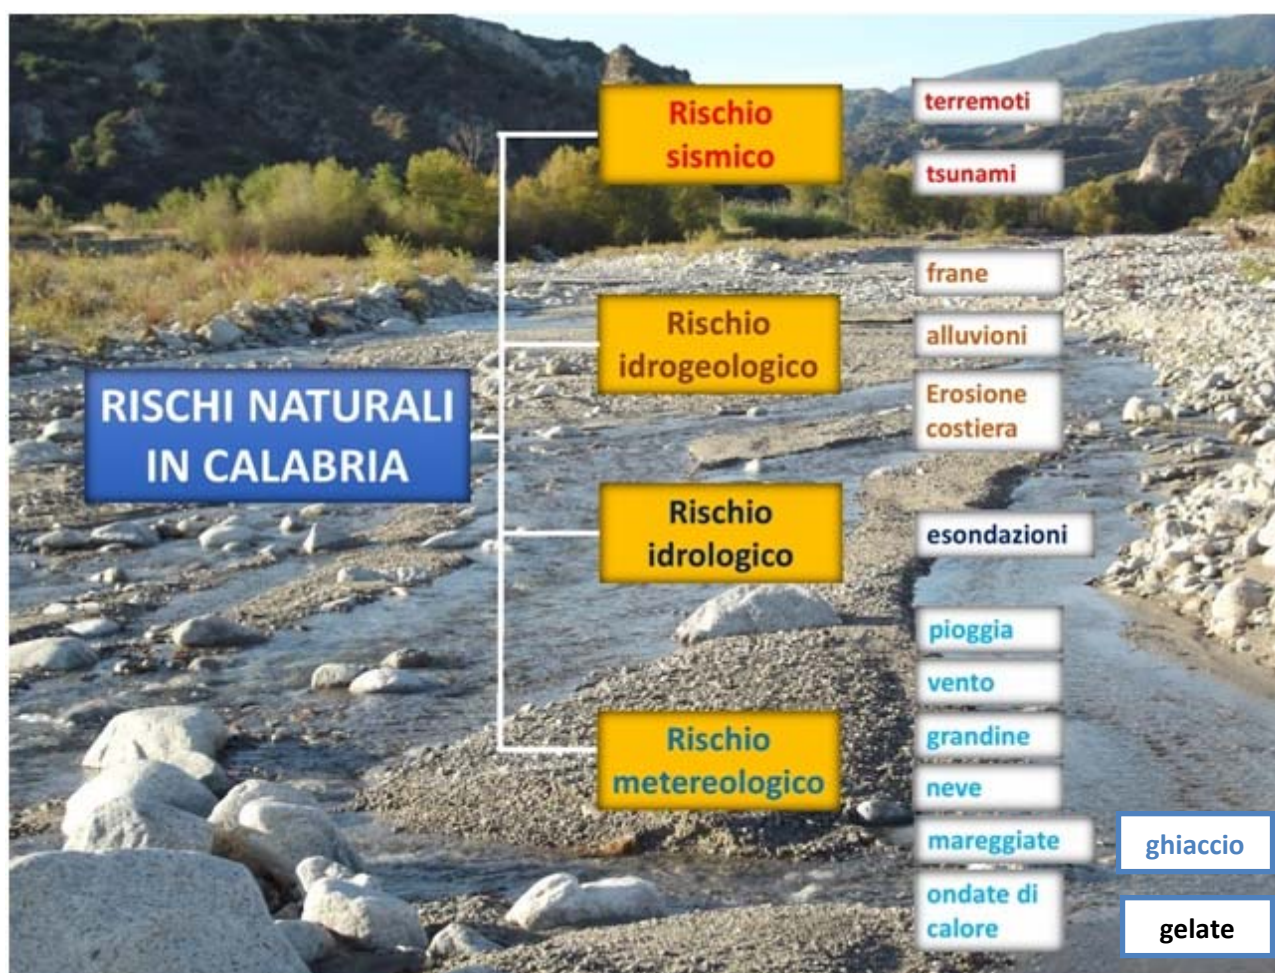 RISCHI NATURALI
IN CALABRIA
Rischio
sismico
terremoti
tsunami
Rischio
idrogeologico
frane
alluvioni
Erosione
costiera
Rischio
idrologico
esondazioni
Rischio
metereologico
pioggia
vento
grandine
neve
mareggiate
ondate di
calore
ghiaccio
gelate